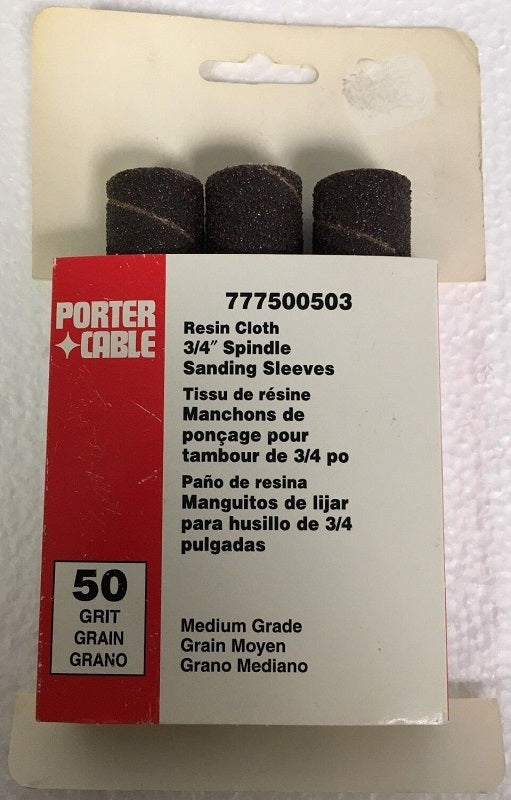 777500503
PORTER
CABLE
Resin Cloth
3/4″ Spindle
Sanding Sleeves
Tissu de résine
Manchons de
ponçage pour
tambour de 3/4 po
Paño de resina
Manguitos de lijar
para husillo de 3/4
pulgadas
50
GRIT
GRAIN
GRANO
Medium Grade
Grain Moyen
Grano Mediano